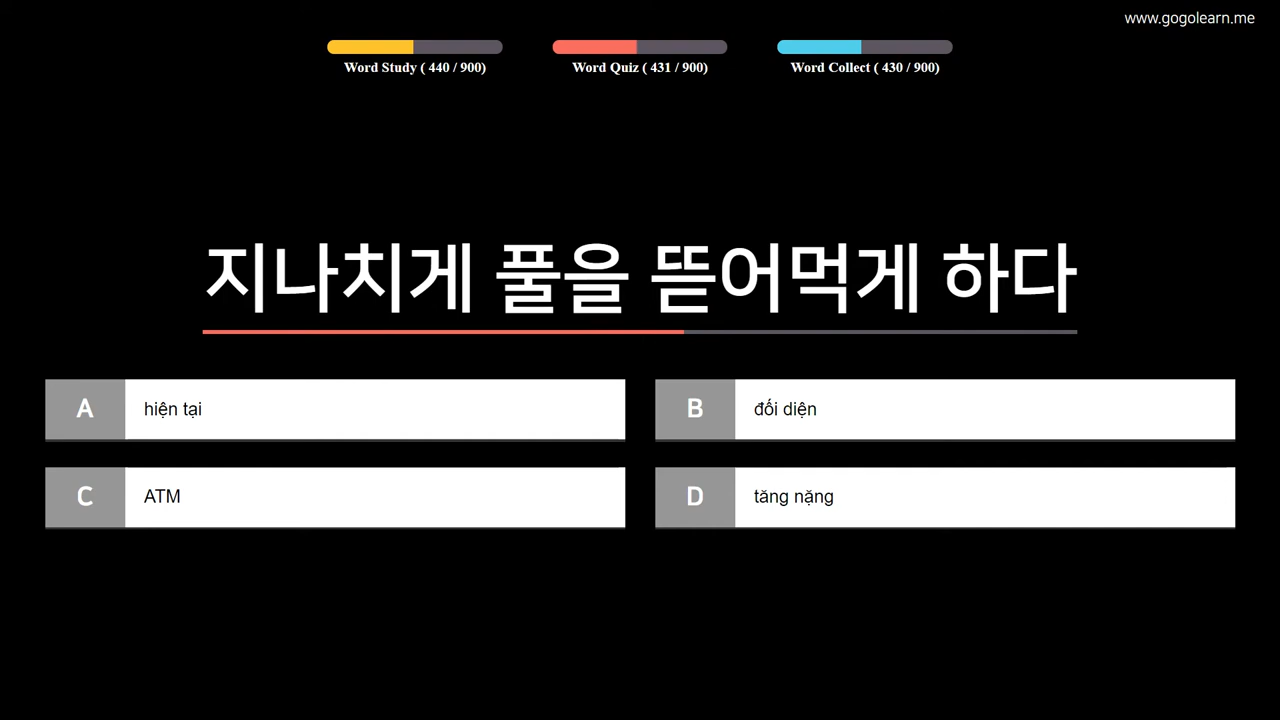 www.gogolearn.me
Word Study ( 440 / 900)
Word Quiz ( 431 / 900)
Word Collect ( 430 / 900)
지나치게 풀을 뜯어먹게 하다
A hiện tại
B đối diện
C ATM
D tăng nặng